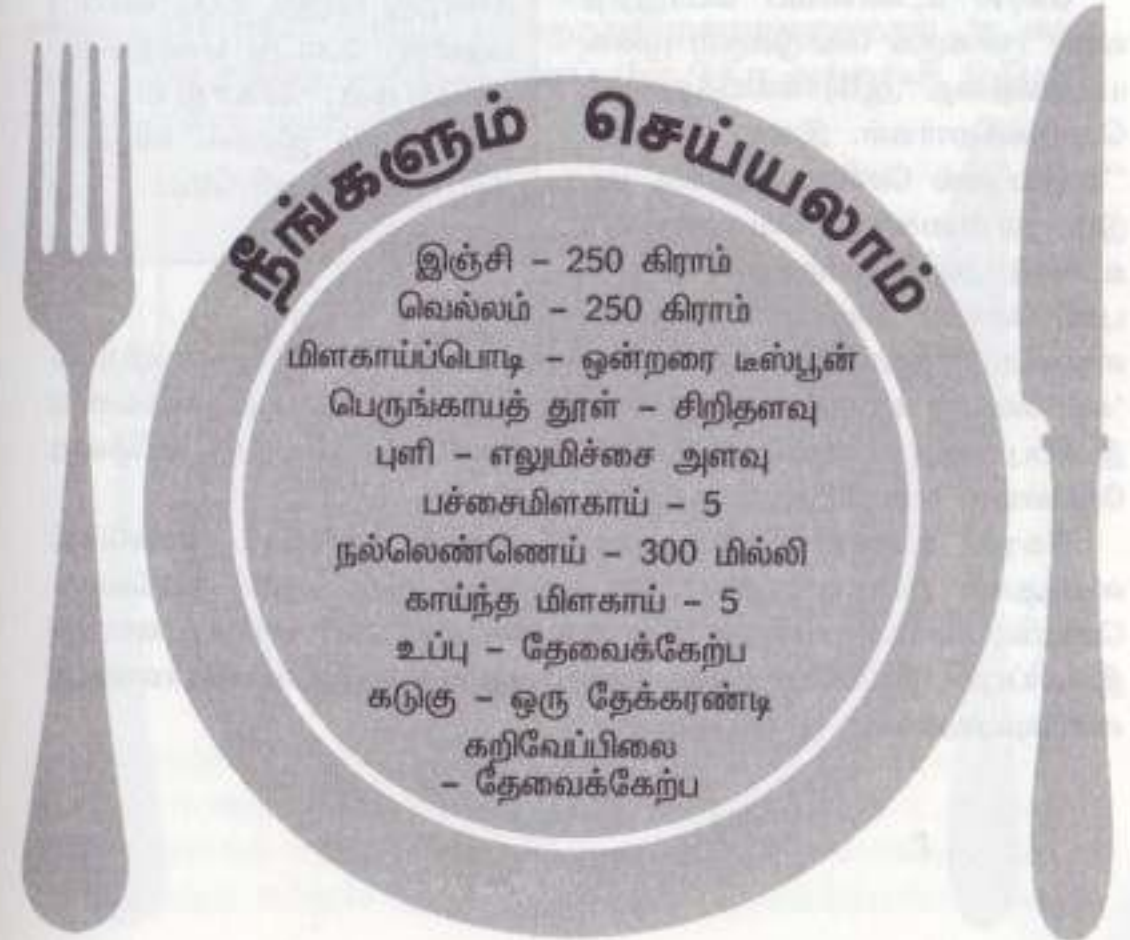 நீங்களும் செய்யலாம்
இஞ்சி – 250 கிராம்
வெல்லம் – 250 கிராம்
மிளகாய்ப்பொடி – ஒன்றரை டீஸ்பூன்
பெருங்காயத் தூள் – சிறிதளவு
புளி – எலுமிச்சை அளவு
பச்சைமிளகாய் – 5
நல்லெண்ணெய் – 300 மில்லி
காய்ந்த மிளகாய் – 5
உப்பு – தேவைக்கேற்ப
கடுகு – ஒரு தேக்கரண்டி
கறிவேப்பிலை
– தேவைக்கேற்ப